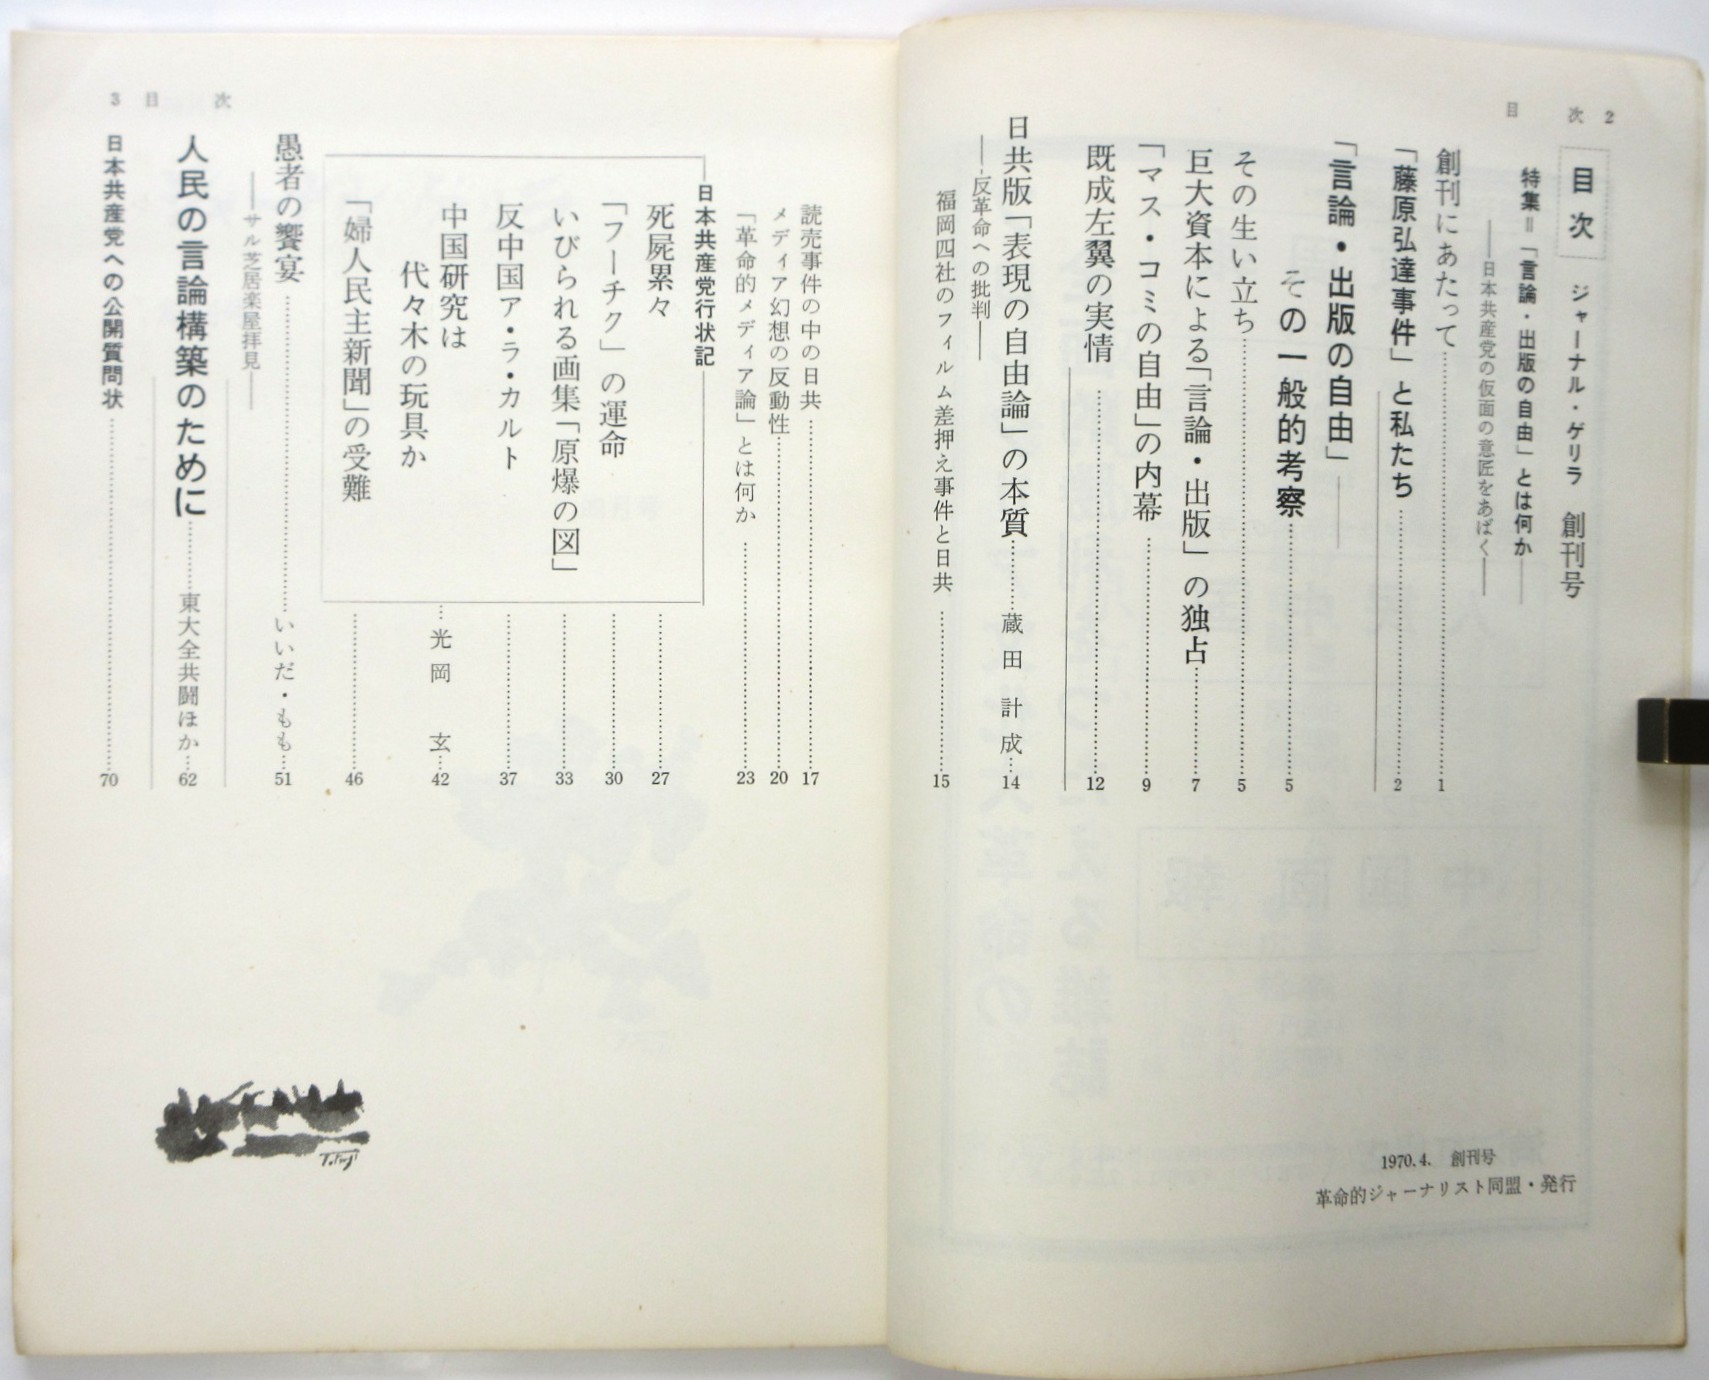 目次 2
目次 ジャーナル・ゲリラ 創刊号
特集＝「言論・出版の自由」とは何か——
——日本共産党の仮面の意匠をあばく——
創刊にあたって……1
「藤原弘達事件」と私たち……2
「言論・出版の自由」——
その一般的考察……5
その生い立ち……5
巨大資本による「言論・出版」の独占……7
「マス・コミの自由」の内幕……9
既成左翼の実情……12
日共版「表現の自由論」の本質……蔵田計成…14
——反革命への批判——
福岡四社のフィルム差押え事件と日共……15
1970.4. 創刊号
革命的ジャーナリスト同盟・発行
3 目次
読売事件の中の日共……17
メディア幻想の反動性……20
「革命的メディア論」とは何か……23
日本共産党行状記
死屍累々……27
「フーチク」の運命……30
いびられる画集「原爆の図」……33
反中国ア・ラ・カルト……37
中国研究は
代々木の玩具か…光岡 玄…42
「婦人民主新聞」の受難……46
愚者の饗宴……いいだ・もも…51
——サル芝居楽屋拝見——
人民の言論構築のために……東大全共闘ほか…62
日本共産党への公開質問状……70